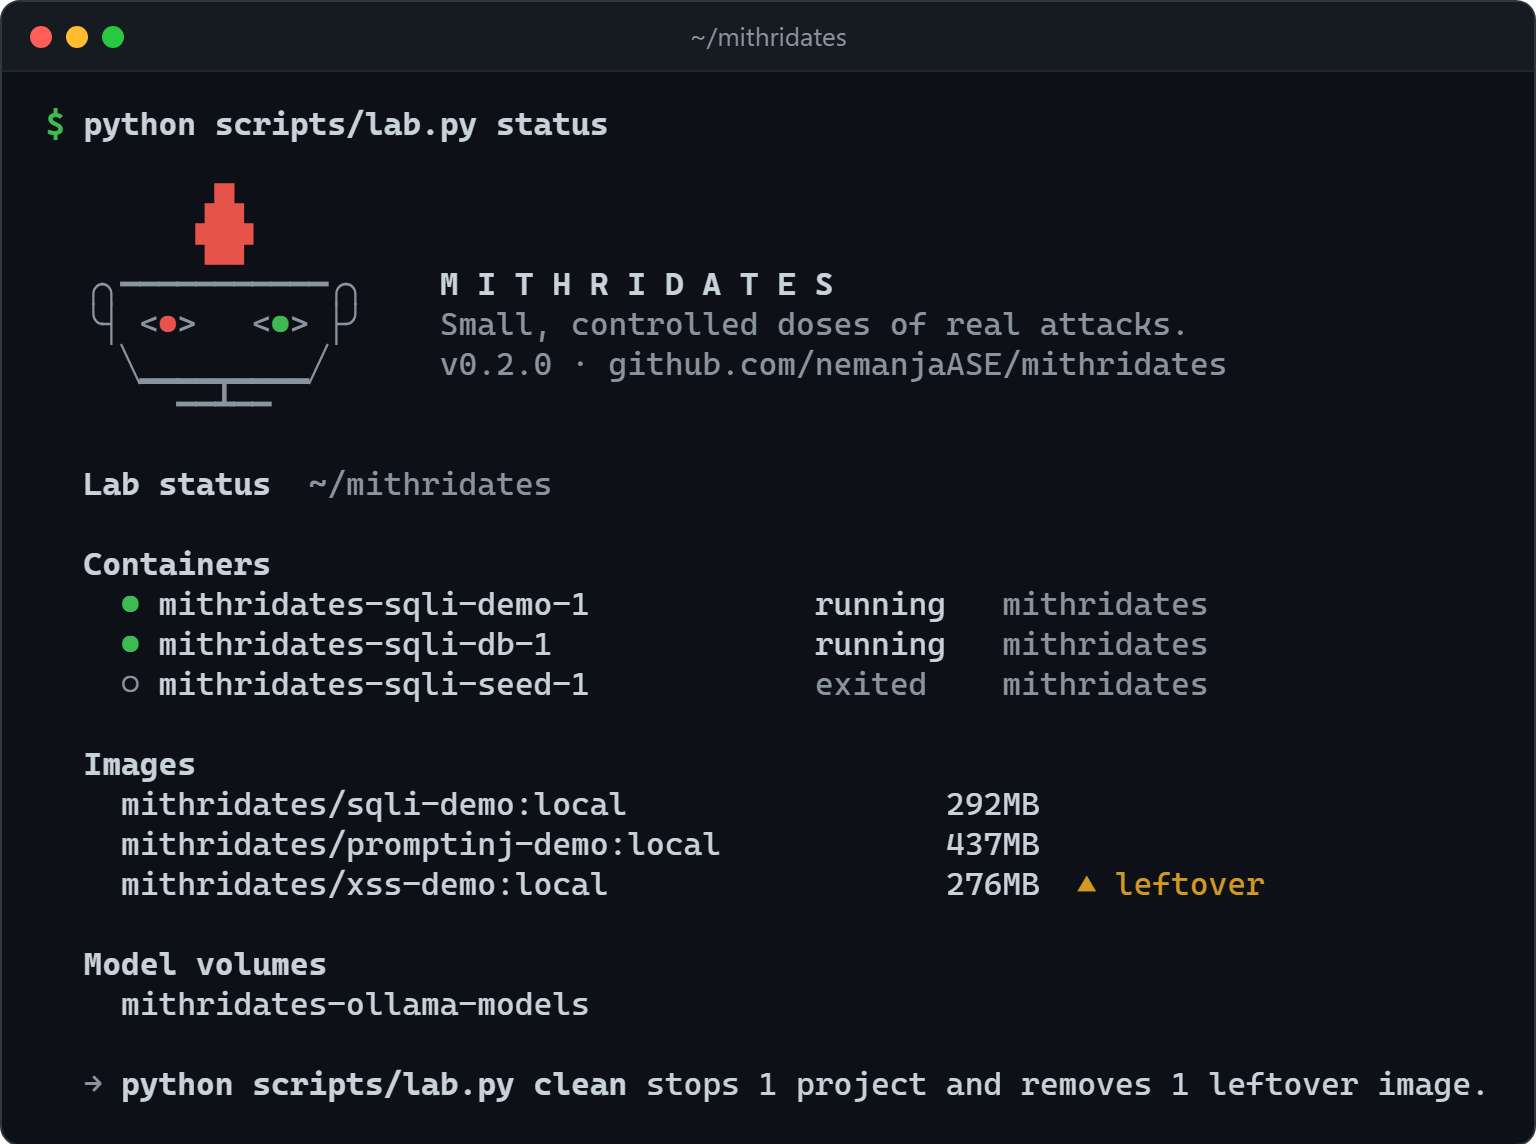 ~/mithridates
$ python scripts/lab.py status
M I T H R I D A T E S
<●> <●> Small, controlled doses of real attacks.
v0.2.0 · github.com/nemanjaASE/mithridates
Lab status ~/mithridates
Containers
● mithridates-sqli-demo-1 running mithridates
● mithridates-sqli-db-1 running mithridates
○ mithridates-sqli-seed-1 exited mithridates
Images
mithridates/sqli-demo:local 292MB
mithridates/promptinj-demo:local 437MB
mithridates/xss-demo:local 276MB ▲ leftover
Model volumes
mithridates-ollama-models
→ python scripts/lab.py clean stops 1 project and removes 1 leftover image.